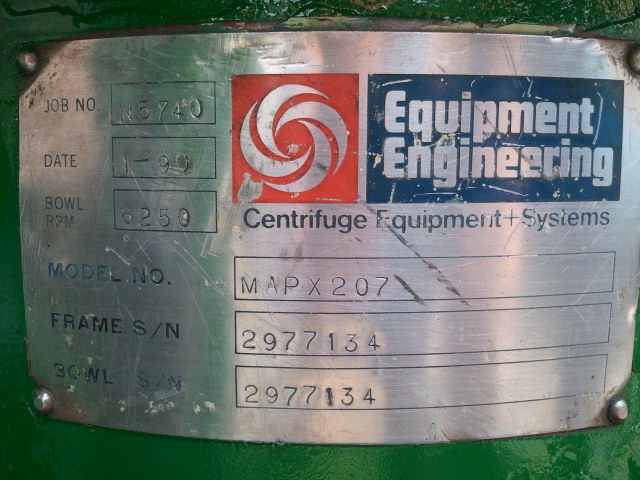 JOB NO. N5740
DATE 1-90
BOWL RPM 6250
Equipment
Engineering
Centrifuge Equipment+Systems
MODEL NO. MAPX207
FRAME S/N 2977134
BOWL S/N 2977134